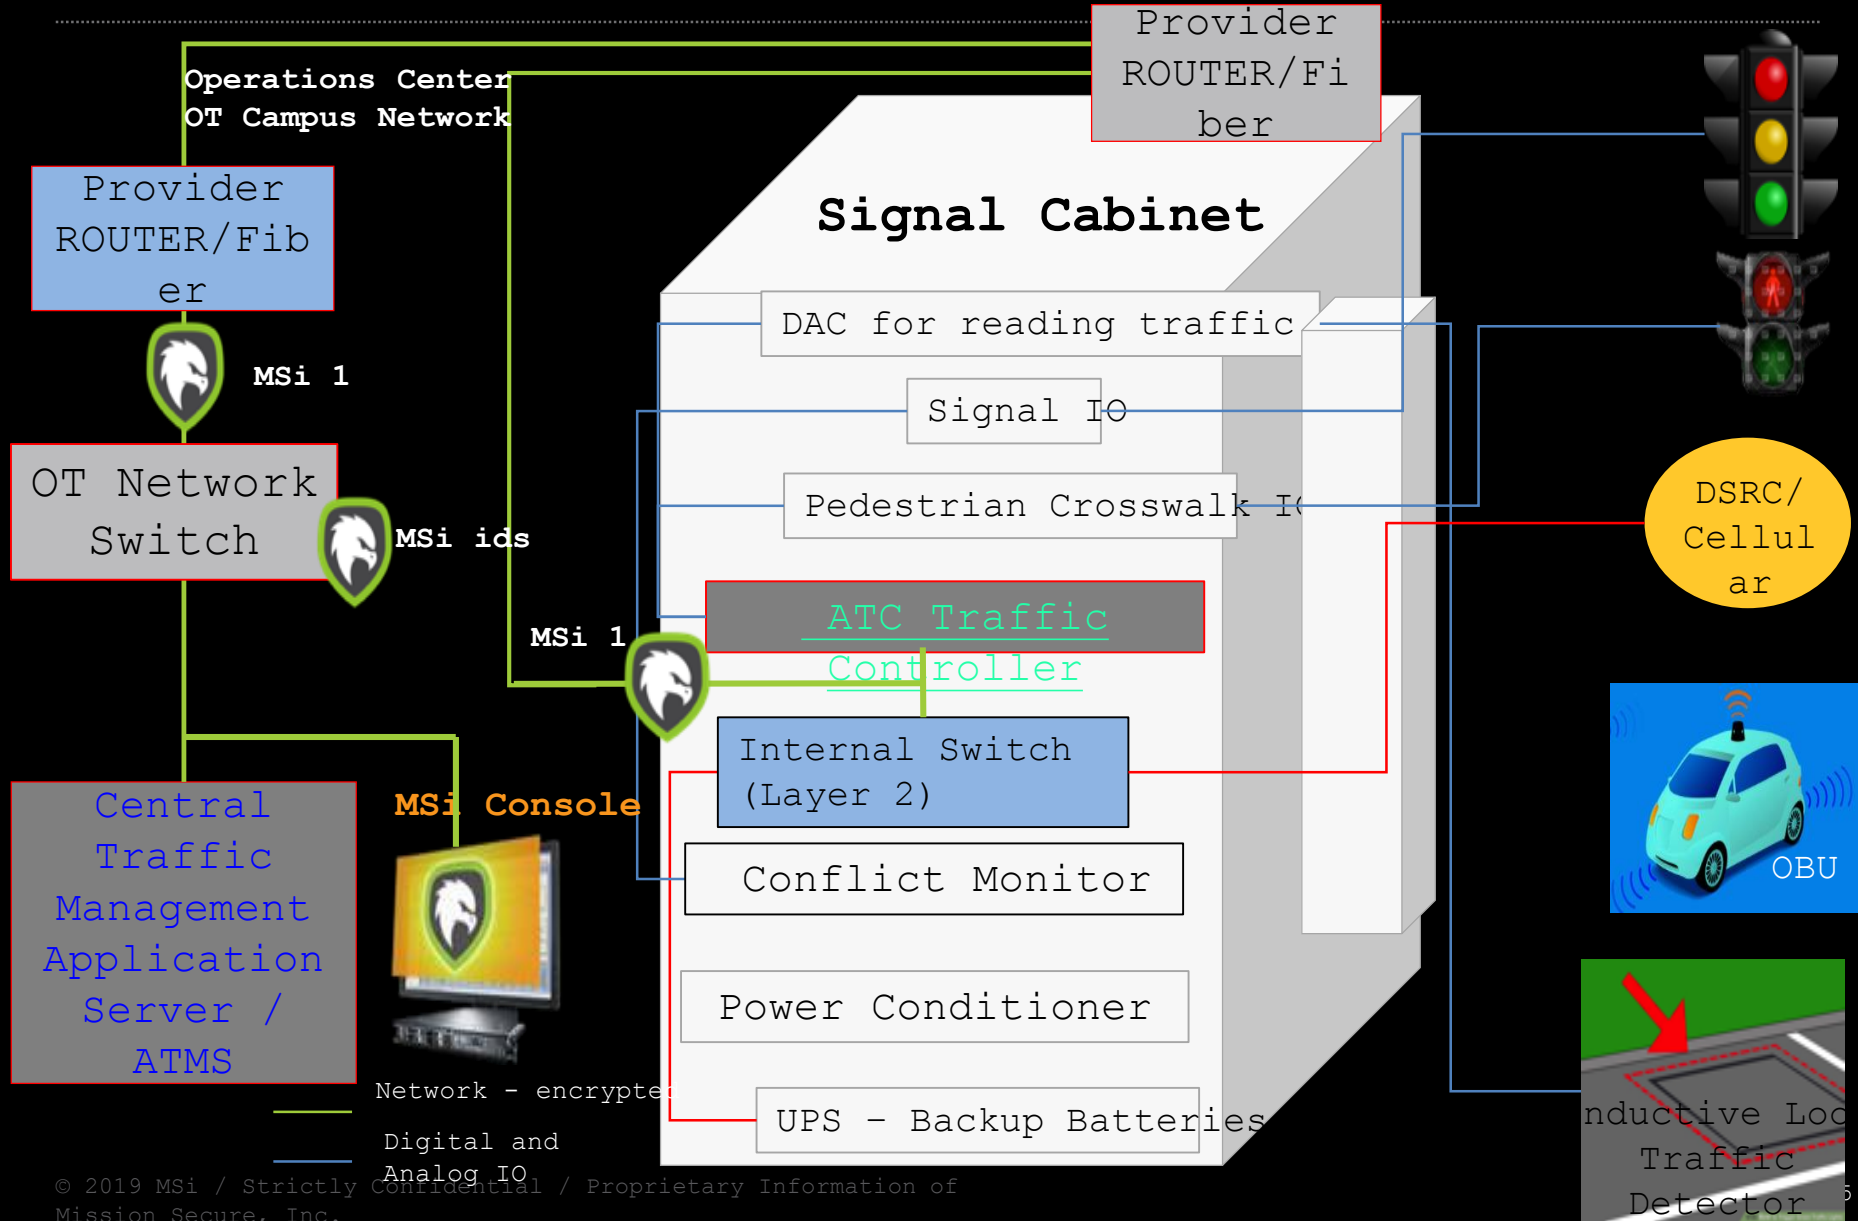 Provider
ROUTER/Fi
ber
Operations Center
OT Campus Network
Provider
ROUTER/Fib
er
Signal Cabinet
DAC for reading traffic
MSi 1
Signal IO
OT Network
Switch
MSi ids
Pedestrian Crosswalk IO
DSRC/
Cellul
ar
ATC Traffic
Controller
MSi 1
Internal Switch
(Layer 2)
MSi Console
Central
Traffic
Management
Application
Server /
ATMS
Conflict Monitor
OBU
Power Conditioner
Network - encrypted
UPS – Backup Batteries
nductive Loo
Traffic
Detector
Digital and
Analog IO
© 2019 MSi / Strictly Confidential / Proprietary Information of
Mission Secure, Inc.
5